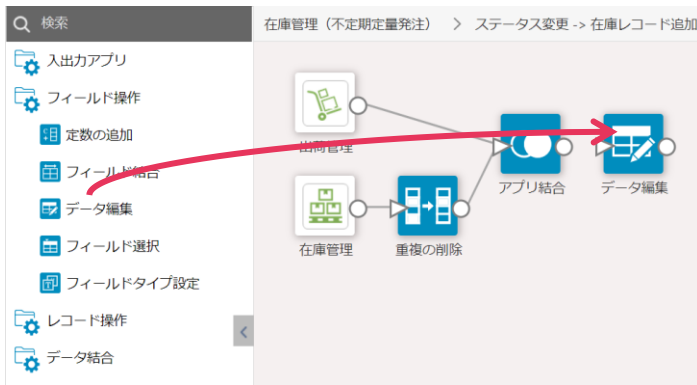 検索
在庫管理（不定期定量発注） > ステータス変更 -> 在庫レコード追加
入出力アプリ
フィールド操作
定数の追加
フィールド結合
データ編集
フィールド選択
フィールドタイプ設定
レコード操作
データ結合
出荷管理
在庫管理
重複の削除
アプリ結合
データ編集